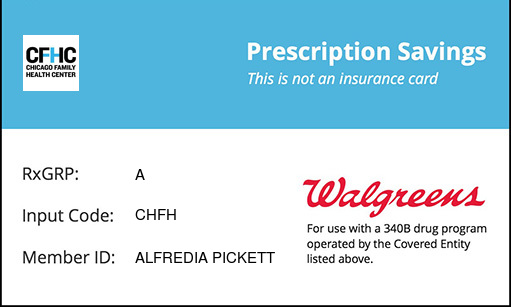 CFHC
CHICAGO FAMILY
HEALTH CENTER
Prescription Savings
This is not an insurance card
RxGRP: A
Input Code: CHFH
Member ID: ALFREDIA PICKETT
Walgreens
For use with a 340B drug program
operated by the Covered Entity
listed above.